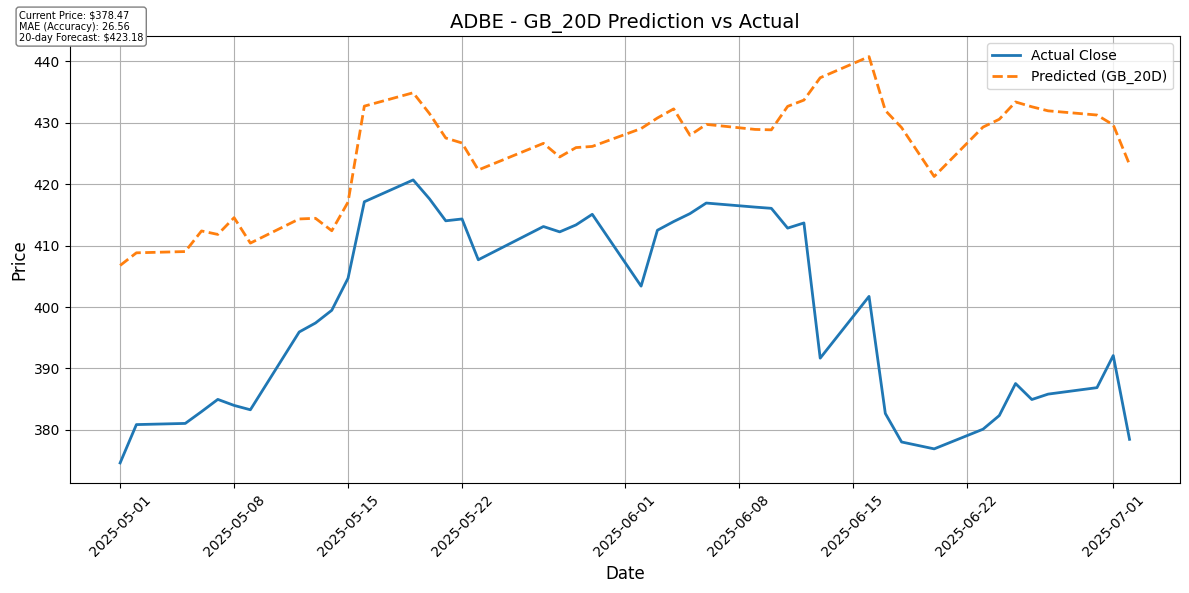 Current Price: $378.47
MAE (Accuracy): 26.56
20-day Forecast: $423.18
ADBE - GB_20D Prediction vs Actual
Actual Close
Predicted (GB_20D)
Price
440
430
420
410
400
390
380
2025-05-01
2025-05-08
2025-05-15
2025-05-22
2025-06-01
2025-06-08
2025-06-15
2025-06-22
2025-07-01
Date